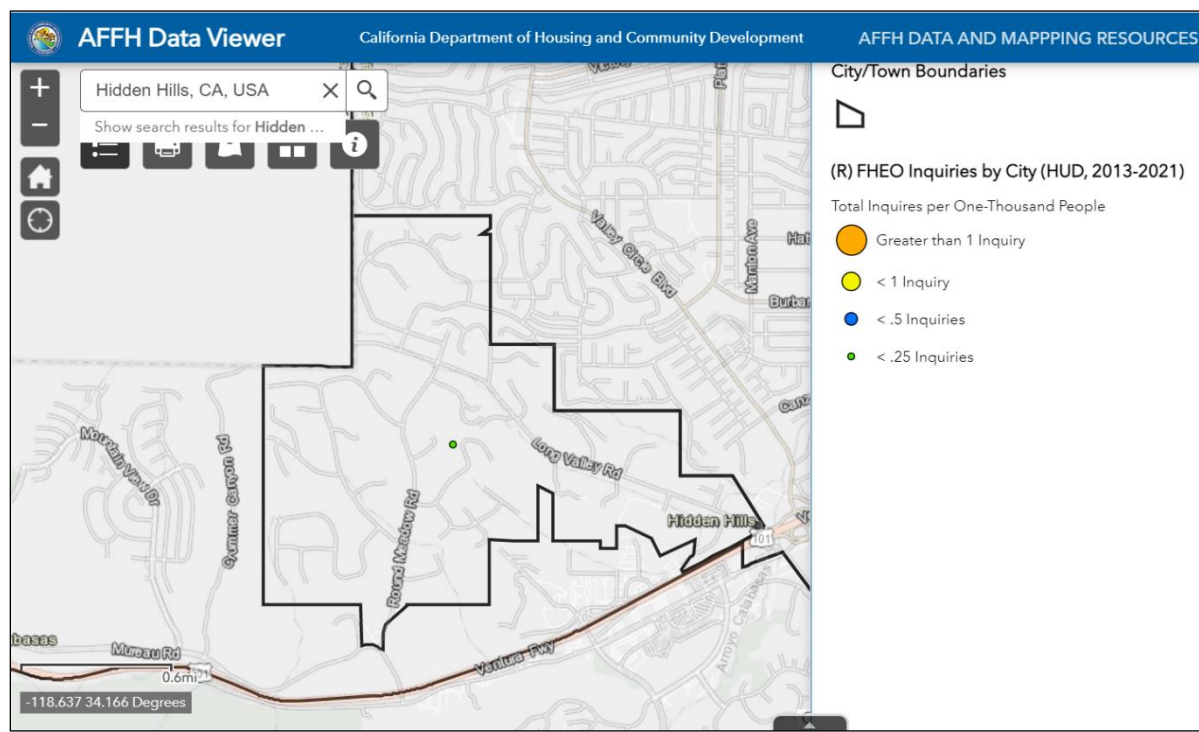 AFFH Data Viewer
California Department of Housing and Community Development
AFFH DATA AND MAPPPING RESOURCES
+
Hidden Hills, CA, USA
−
Show search results for Hidden ...
City/Town Boundaries
(R) FHEO Inquiries by City (HUD, 2013-2021)
Total Inquires per One-Thousand People
Greater than 1 Inquiry
< 1 Inquiry
< .5 Inquiries
< .25 Inquiries
Valley Circle Blvd
Manton Ave
Long Valley Rd
Mountain View Dr
Crummer Canyon Rd
Round Meadow Rd
Hidden Hills
101
Arroyo Calabasas
Mureau Rd
Ventura Fwy
0.6mi
-118.637 34.166 Degrees